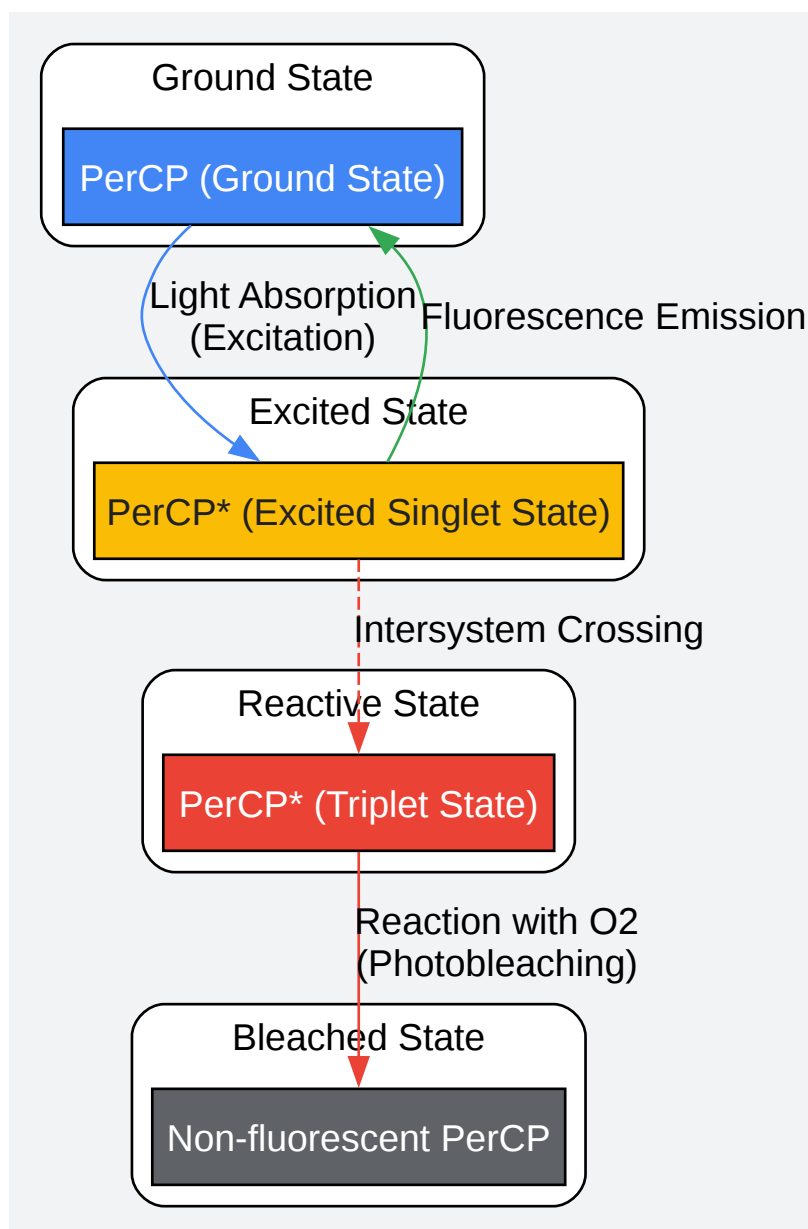 Ground State
PerCP (Ground State)
Light Absorption
(Excitation)
Fluorescence Emission
Excited State
PerCP* (Excited Singlet State)
Intersystem Crossing
Reactive State
PerCP* (Triplet State)
Reaction with O2
(Photobleaching)
Bleached State
Non-fluorescent PerCP